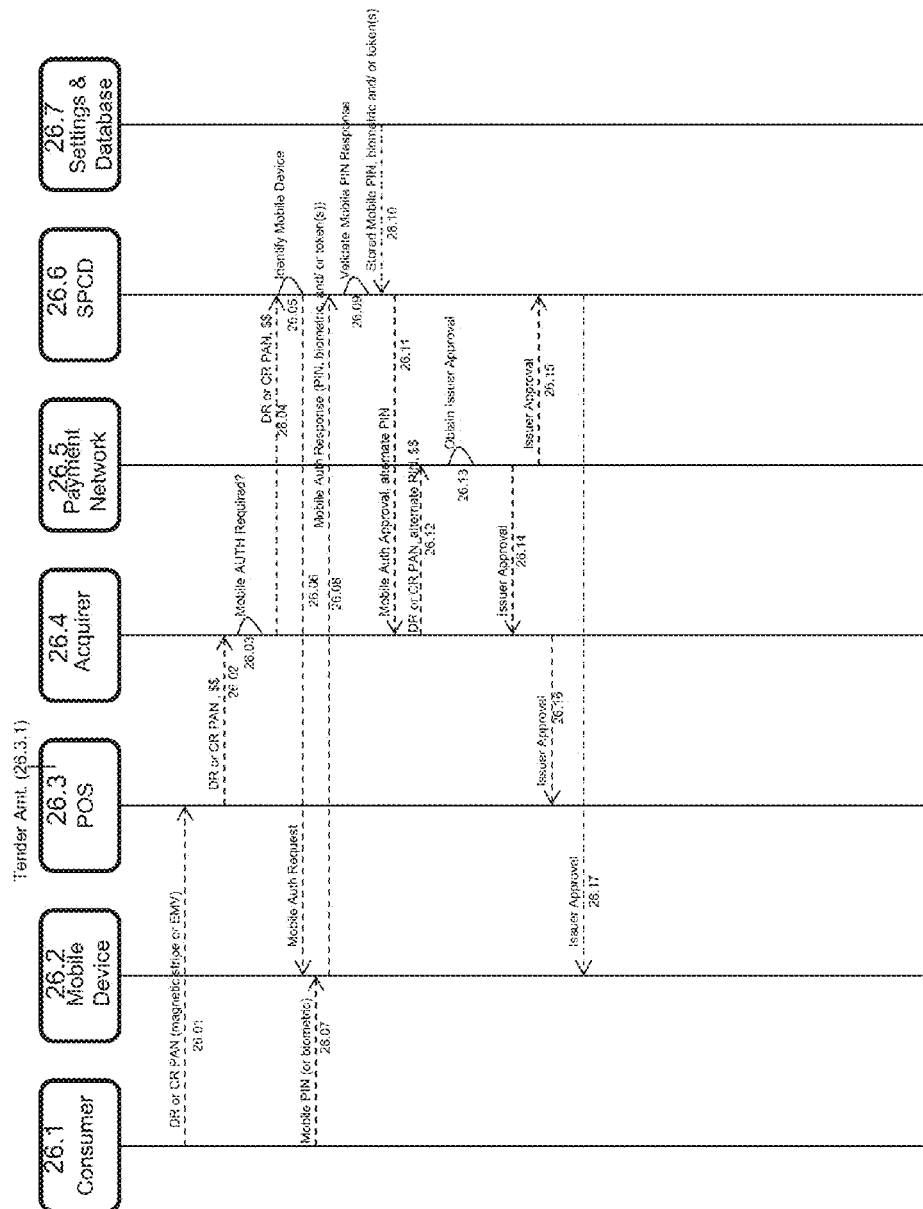 Tender Amt. (26.3.1)
26.1
Consumer
26.2
Mobile
Device
26.3
POS
26.4
Acquirer
26.5
Payment
Network
26.6
SPCD
26.7
Settings &
Database
DR or CR PAN (magnetic stripe or EMV)
26.01
DR or CR PAN, $$
26.02
Mobile AUTH Required?
26.03
DR or CR PAN, $$
26.04
Identify Mobile Device
26.05
Mobile Auth Request
26.06
Mobile PIN (or biometric)
26.07
Mobile Auth Response (PIN, biometric, and/ or token(s))
26.08
Validate Mobile PIN Response
26.09
Stored Mobile PIN, biometric and/ or token(s)
26.10
Mobile Auth Approval, alternate PIN
26.11
DR or CR PAN, alternate PIN, $$
26.12
Obtain Issuer Approval
26.13
Issuer Approval
26.14
Issuer Approval
26.15
Issuer Approval
26.16
Issuer Approval
26.17